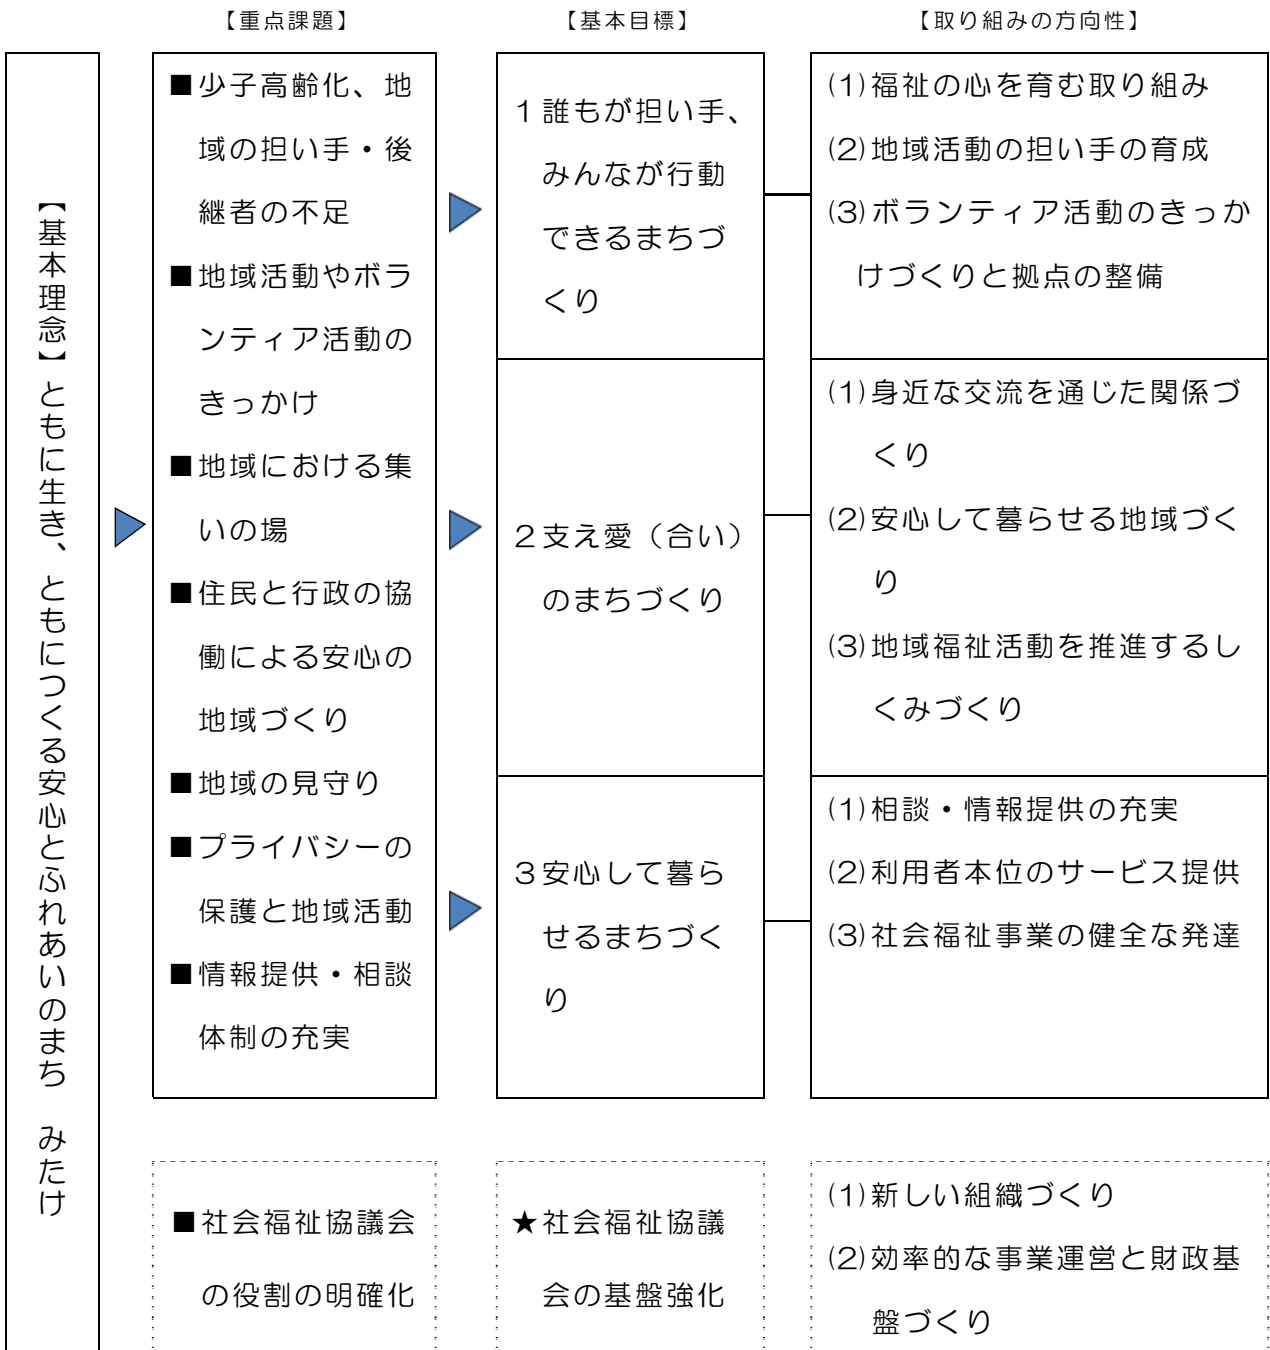 【重点課題】
【基本目標】
【取り組みの方向性】
【基本理念】ともに生き、ともにつくる安心とふれあいのまち　みたけ
■少子高齢化、地
域の担い手・後
継者の不足
■地域活動やボラ
ンティア活動の
きっかけ
■地域における集
いの場
■住民と行政の協
働による安心の
地域づくり
■地域の見守り
■プライバシーの
保護と地域活動
■情報提供・相談
体制の充実
1 誰もが担い手、
みんなが行動
できるまちづ
くり
(1)福祉の心を育む取り組み
(2)地域活動の担い手の育成
(3)ボランティア活動のきっか
けづくりと拠点の整備
2 支え愛（合い）
のまちづくり
(1)身近な交流を通じた関係づ
くり
(2)安心して暮らせる地域づく
り
(3)地域福祉活動を推進するし
くみづくり
3 安心して暮ら
せるまちづく
り
(1)相談・情報提供の充実
(2)利用者本位のサービス提供
(3)社会福祉事業の健全な発達
■社会福祉協議会
の役割の明確化
★社会福祉協議
会の基盤強化
(1)新しい組織づくり
(2)効率的な事業運営と財政基
盤づくり